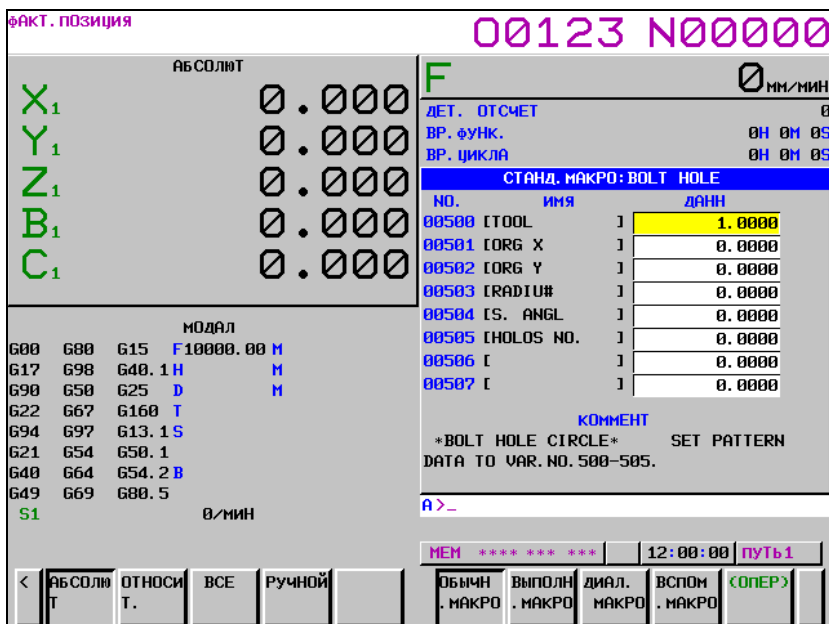 ФАКТ.ПОЗИЦИЯ
O0123 N00000
АБСОЛЮТ
X1 0.000
Y1 0.000
Z1 0.000
B1 0.000
C1 0.000
F 0 ММ/МИН
ДЕТ. ОТСЧЕТ 0
ВР.ФУНК. 0H 0M 0S
ВР.ЦИКЛА 0H 0M 0S
СТАНД.МАКРО:BOLT HOLE
NO. ИМЯ ДАНН
00500 [TOOL ] 1.0000
00501 [ORG X ] 0.0000
00502 [ORG Y ] 0.0000
00503 [RADIU# ] 0.0000
00504 [S. ANGL ] 0.0000
00505 [HOLOS NO. ] 0.0000
00506 [ ] 0.0000
00507 [ ] 0.0000
КОММЕНТ
*BOLT HOLE CIRCLE* SET PATTERN
DATA TO VAR.NO.500-505.
МОДАЛ
G00 G80 G15 F10000.00 M
G17 G98 G40.1 H M
G90 G50 G25 D M
G22 G67 G160 T
G94 G97 G13.1 S
G21 G54 G50.1
G40 G64 G54.2 B
G49 G69 G80.5
S1 0/МИН
A>_
MEM **** *** *** 12:00:00 ПУТЬ1
< АБСОЛЮ ОТНОСИ ВСЕ РУЧНОЙ ОБЫЧН ВЫПОЛН ДИАЛ. ВСПОМ (ОПЕР)
Т Т. .МАКРО .МАКРО МАКРО .МАКРО